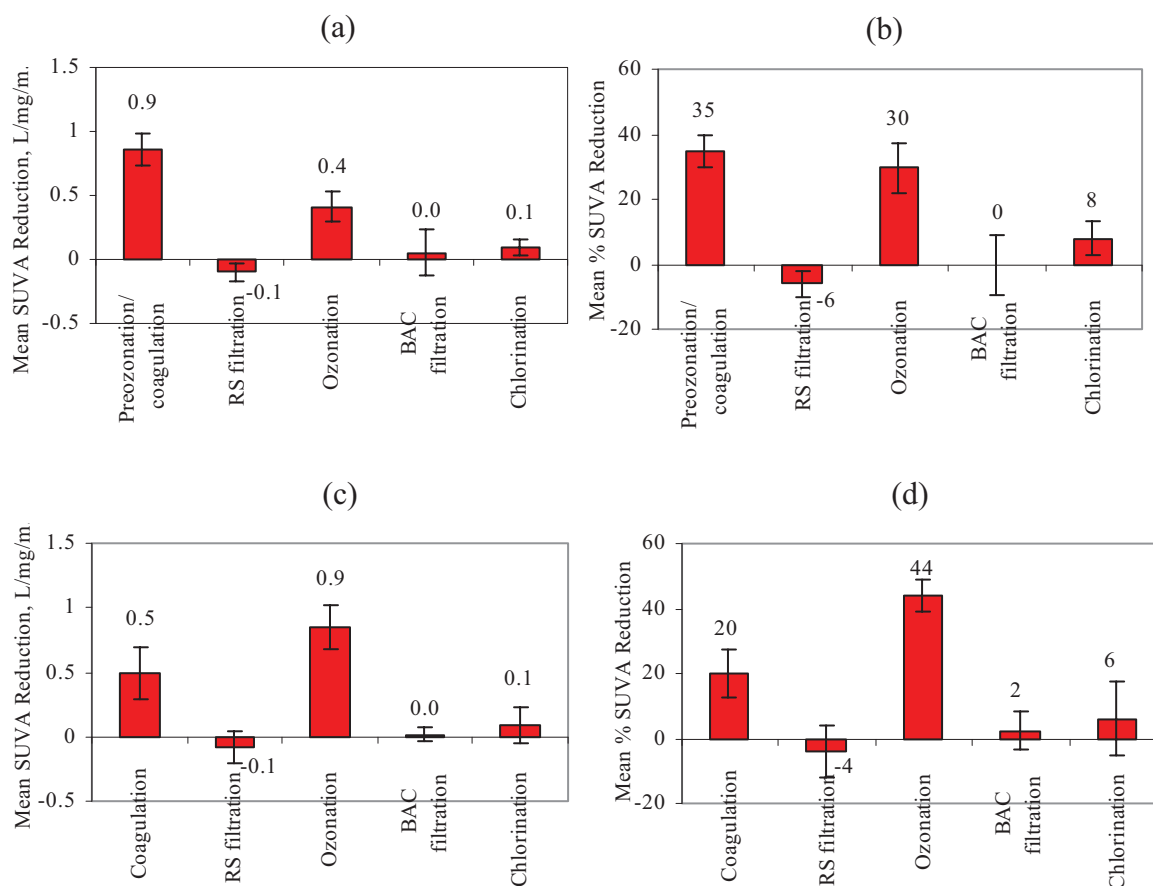 (a)
Mean SUVA Reduction, L/mg/m.
1.5
1
0.5
0
-0.5
0.9
-0.1
0.4
0.0
0.1
Preozonation/
coagulation
RS filtration
Ozonation
BAC
filtration
Chlorination
(b)
Mean % SUVA Reduction
60
40
20
0
-20
35
-6
30
0
8
Preozonation/
coagulation
RS filtration
Ozonation
BAC
filtration
Chlorination
(c)
Mean SUVA Reduction, L/mg/m.
1.5
1
0.5
0
-0.5
0.5
-0.1
0.9
0.0
0.1
Coagulation
RS filtration
Ozonation
BAC
filtration
Chlorination
(d)
Mean % SUVA Reduction
60
40
20
0
-20
20
-4
44
2
6
Coagulation
RS filtration
Ozonation
BAC
filtration
Chlorination